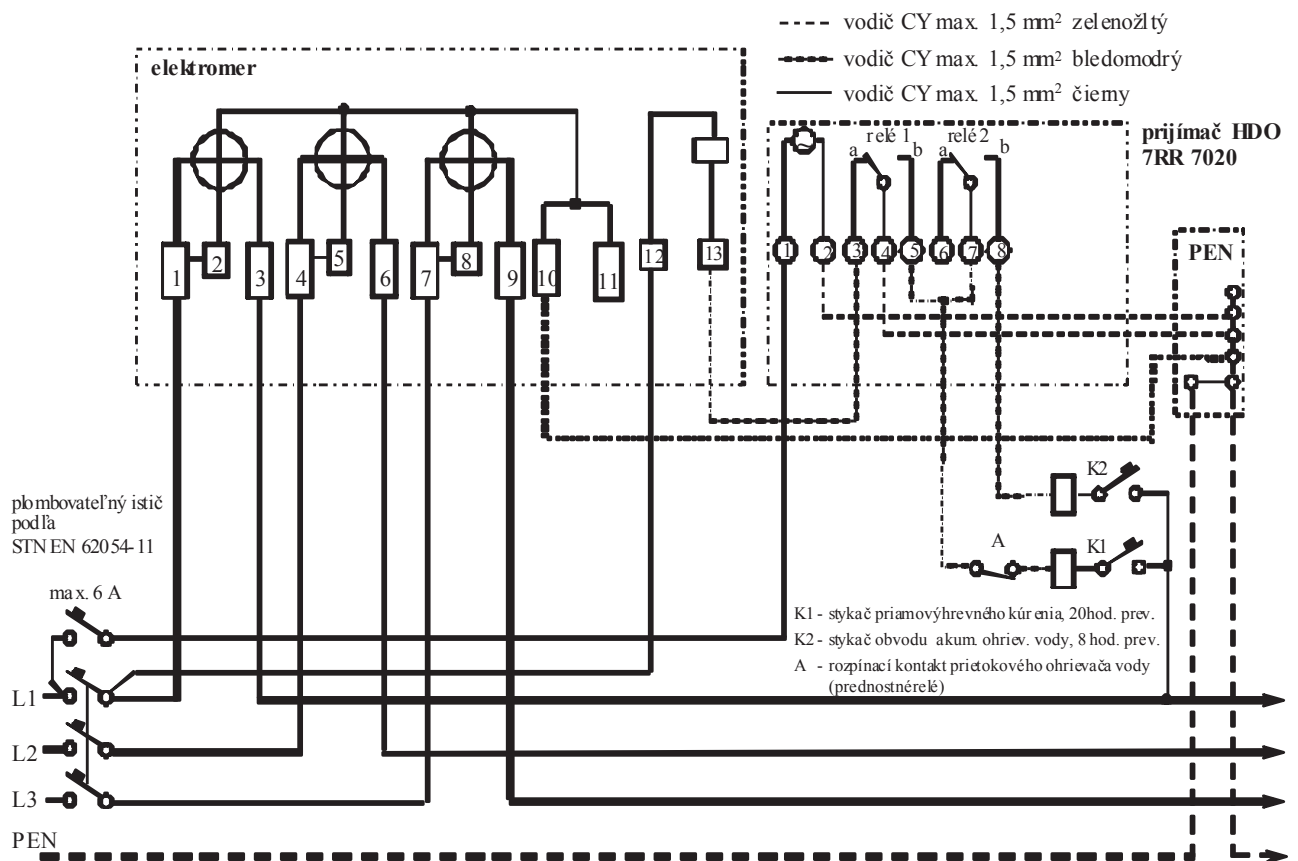 vodič CY max. 1,5 mm² zelenožltý
vodič CY max. 1,5 mm² bledomodrý
vodič CY max. 1,5 mm² čierny
elektromer
prijímač HDO
7RR 7020
relé 1
relé 2
a
b
a
b
1
2
3
4
5
6
7
8
9
10
11
12
13
1
2
3
4
5
6
7
8
PEN
K2
A
K1
plombovateľný istič
podľa
STN EN 62054-11
max. 6 A
K1 - stykač priamovýhrevného kúrenia, 20hod. prev.
K2 - stykač obvodu akum. ohriev. vody, 8 hod. prev.
A - rozpínací kontakt prietokového ohrievača vody
(prednostnérelé)
L1
L2
L3
PEN